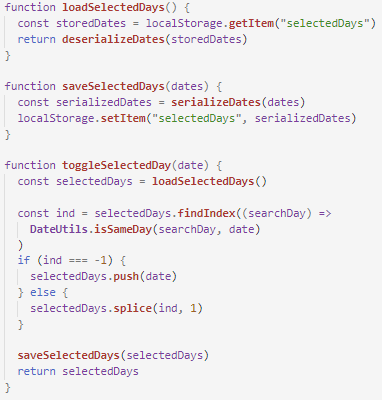 function loadSelectedDays() {
  const storedDates = localStorage.getItem("selectedDays")
  return deserializeDates(storedDates)
}

function saveSelectedDays(dates) {
  const serializedDates = serializeDates(dates)
  localStorage.setItem("selectedDays", serializedDates)
}

function toggleSelectedDay(date) {
  const selectedDays = loadSelectedDays()

  const ind = selectedDays.findIndex((searchDay) =>
    DateUtils.isSameDay(searchDay, date)
  )
  if (ind === -1) {
    selectedDays.push(date)
  } else {
    selectedDays.splice(ind, 1)
  }

  saveSelectedDays(selectedDays)
  return selectedDays
}